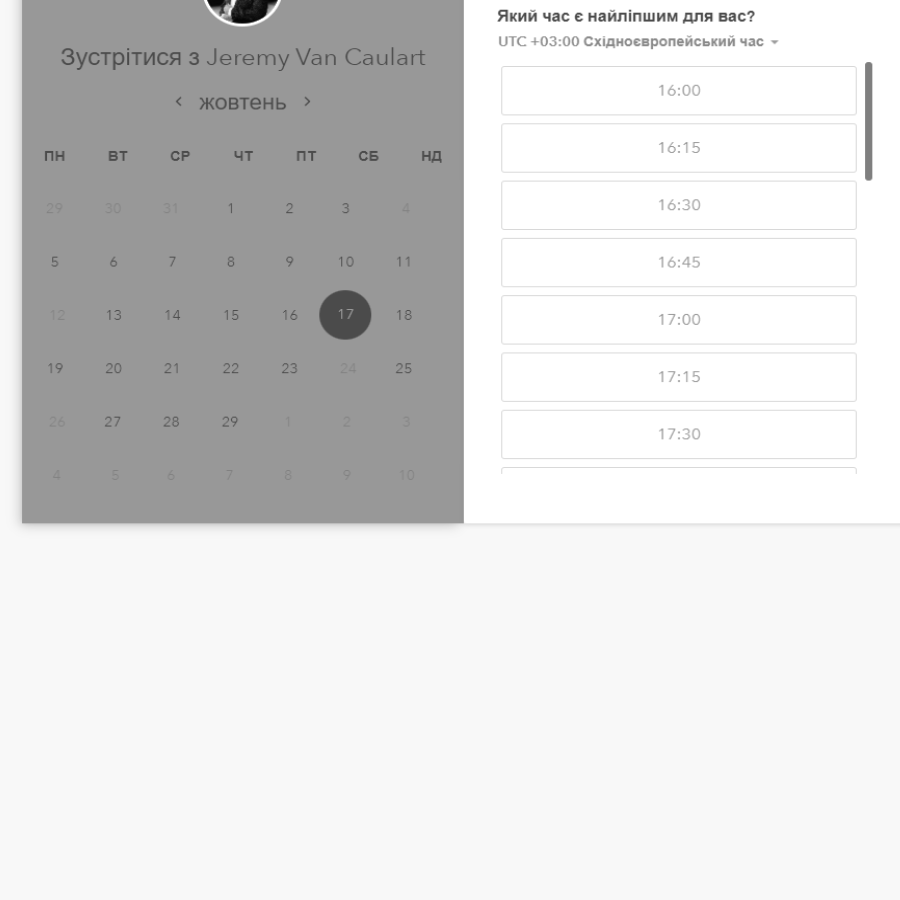 Зустрітися з Jeremy Van Caulart
жовтень
ПН ВТ СР ЧТ ПТ СБ НД
29 30 31 1 2 3 4
5 6 7 8 9 10 11
12 13 14 15 16 17 18
19 20 21 22 23 24 25
26 27 28 29 1 2 3
4 5 6 7 8 9 10
Який час є найліпшим для вас?
UTC +03:00 Східноєвропейський час
16:00
16:15
16:30
16:45
17:00
17:15
17:30